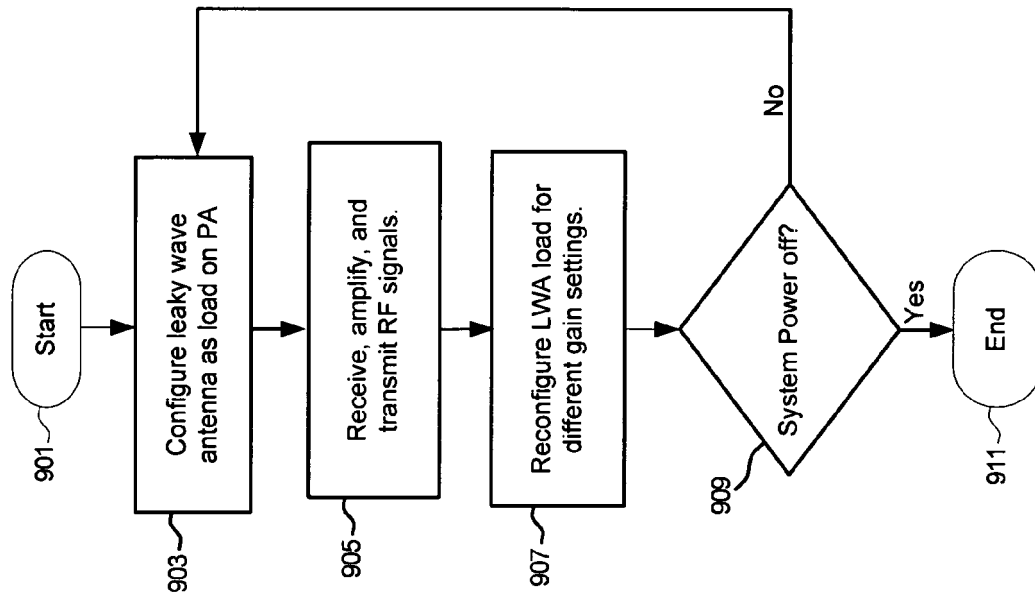 Start
901
Configure leaky wave
antenna as load on PA
903
Receive, amplify, and
transmit RF signals.
905
Reconfigure LWA load for
different gain settings.
907
System Power off?
909
No
Yes
End
911